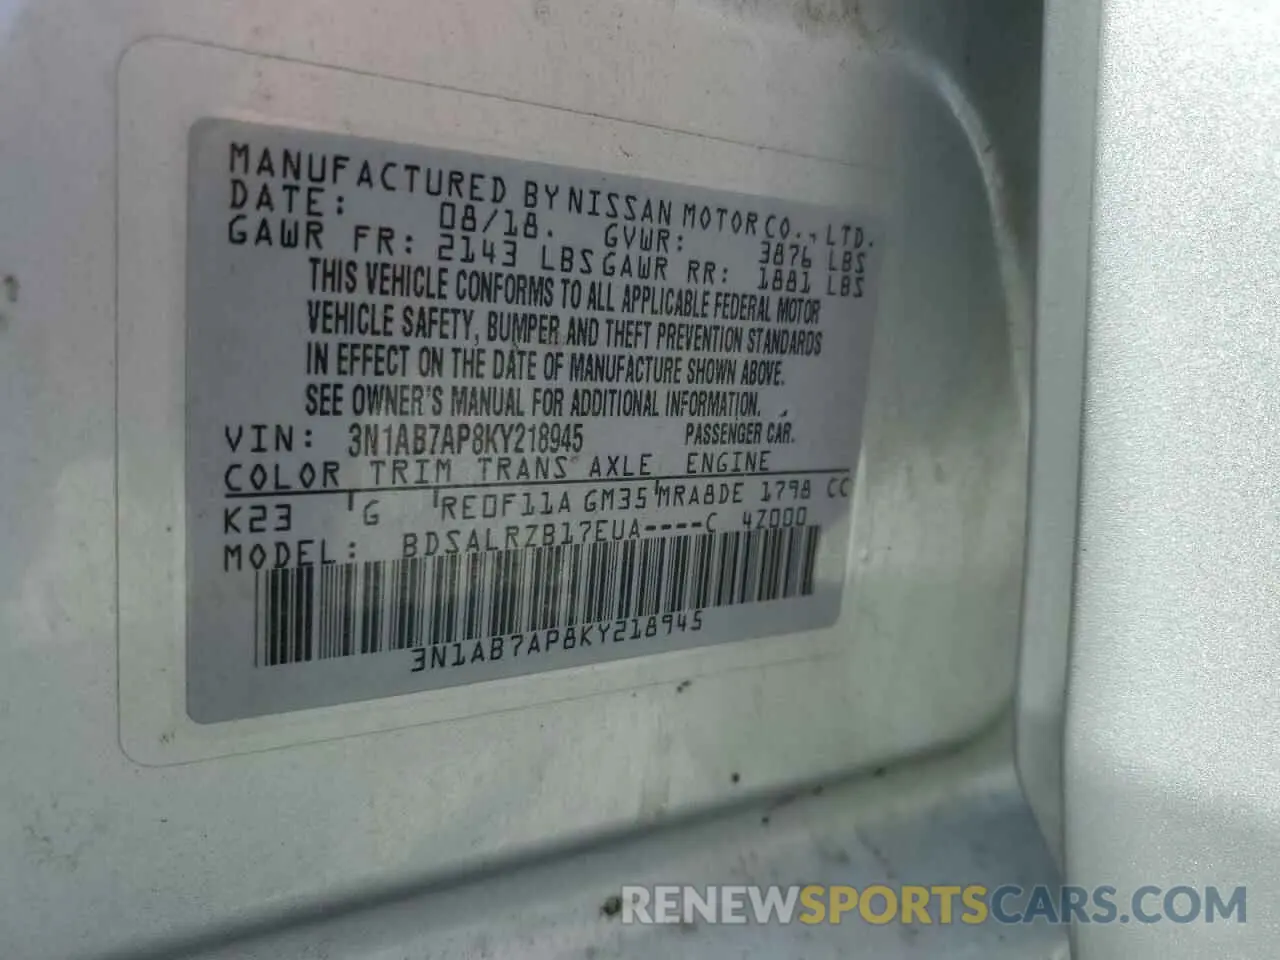 MANUFACTURED BY NISSAN MOTOR CO., LTD.
DATE: 08/18. GVWR: 3876 LBS
GAWR FR: 2143 LBS GAWR RR: 1881 LBS
THIS VEHICLE CONFORMS TO ALL APPLICABLE FEDERAL MOTOR
VEHICLE SAFETY, BUMPER AND THEFT PREVENTION STANDARDS
IN EFFECT ON THE DATE OF MANUFACTURE SHOWN ABOVE.
SEE OWNER'S MANUAL FOR ADDITIONAL INFORMATION.
VIN: 3N1AB7AP8KY218945 PASSENGER CAR.
COLOR TRIM TRANS AXLE ENGINE
K23 G RE0F11A GM35 MRA8DE 1798 CC
MODEL: BDSALRZB17EUA----C 4Z000
3N1AB7AP8KY218945
RENEWSPORTSCARS.COM